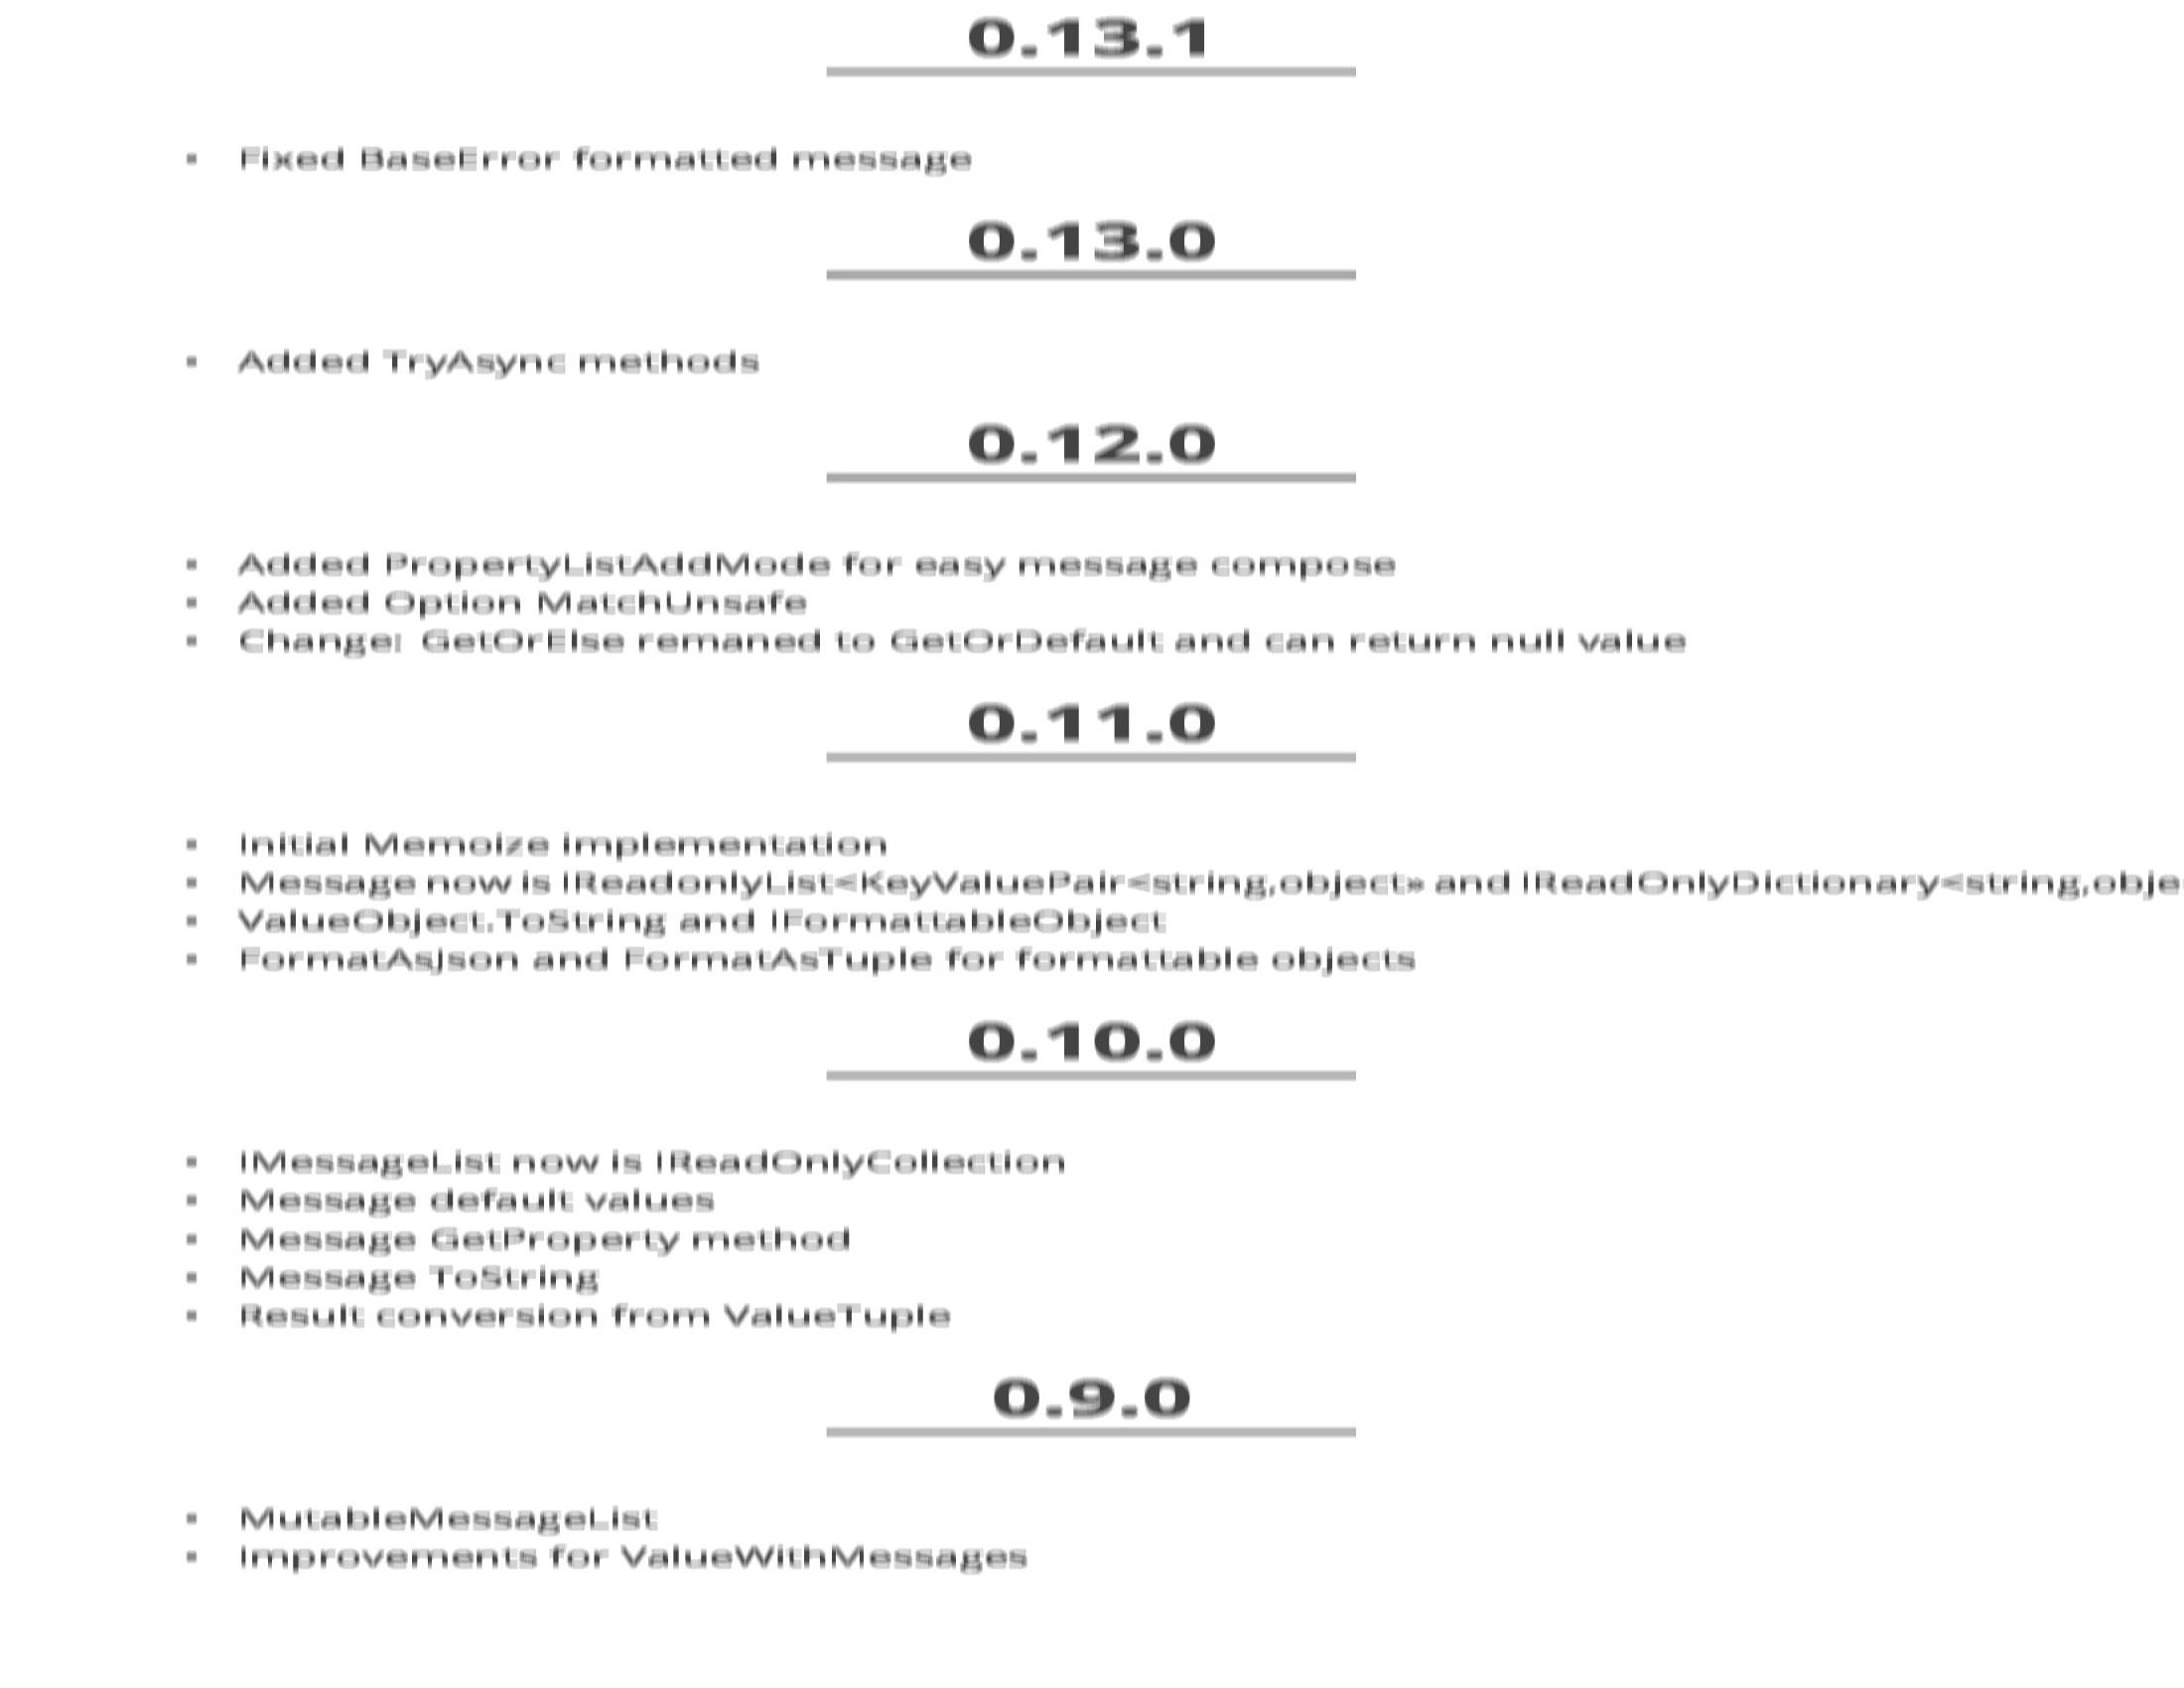 0.13.1
▪ Fixed BaseError formatted message
0.13.0
▪ Added TryAsync methods
0.12.0
▪ Added PropertyListAddMode for easy message compose
▪ Added Option MatchUnsafe
▪ Change: GetOrElse remaned to GetOrDefault and can return null value
0.11.0
▪ Initial Memoize implementation
▪ Message now is IReadonlyList<KeyValuePair<string,object» and IReadOnlyDictionary<string,obje
▪ ValueObject.ToString and IFormattableObject
▪ FormatAsJson and FormatAsTuple for formattable objects
0.10.0
▪ IMessageList now is IReadOnlyCollection
▪ Message default values
▪ Message GetProperty method
▪ Message ToString
▪ Result conversion from ValueTuple
0.9.0
▪ MutableMessageList
▪ Improvements for ValueWithMessages